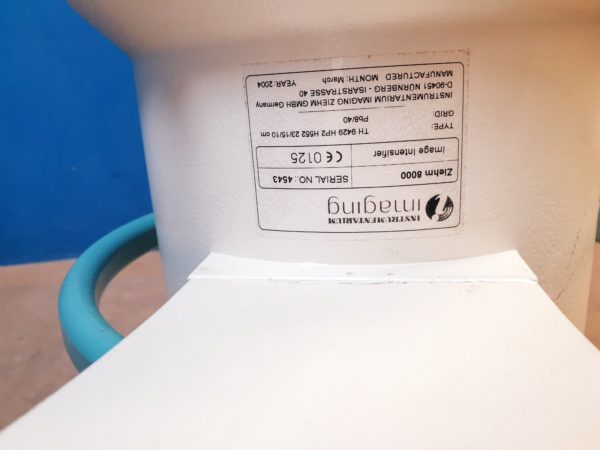 INSTRUMENTARIUM
imaging
Ziehm 8000 SERIAL NO.: 4543
Image Intensifier CE 0125
TYPE: TH 9429 HP2 H552 23/15/10 cm
GRID: Pb8/40
INSTRUMENTARIUM IMAGING ZIEHM GMBH Germany
D-90451 NÜRNBERG - ISARSTRASSE 40
MANUFACTURED MONTH: March YEAR: 2004